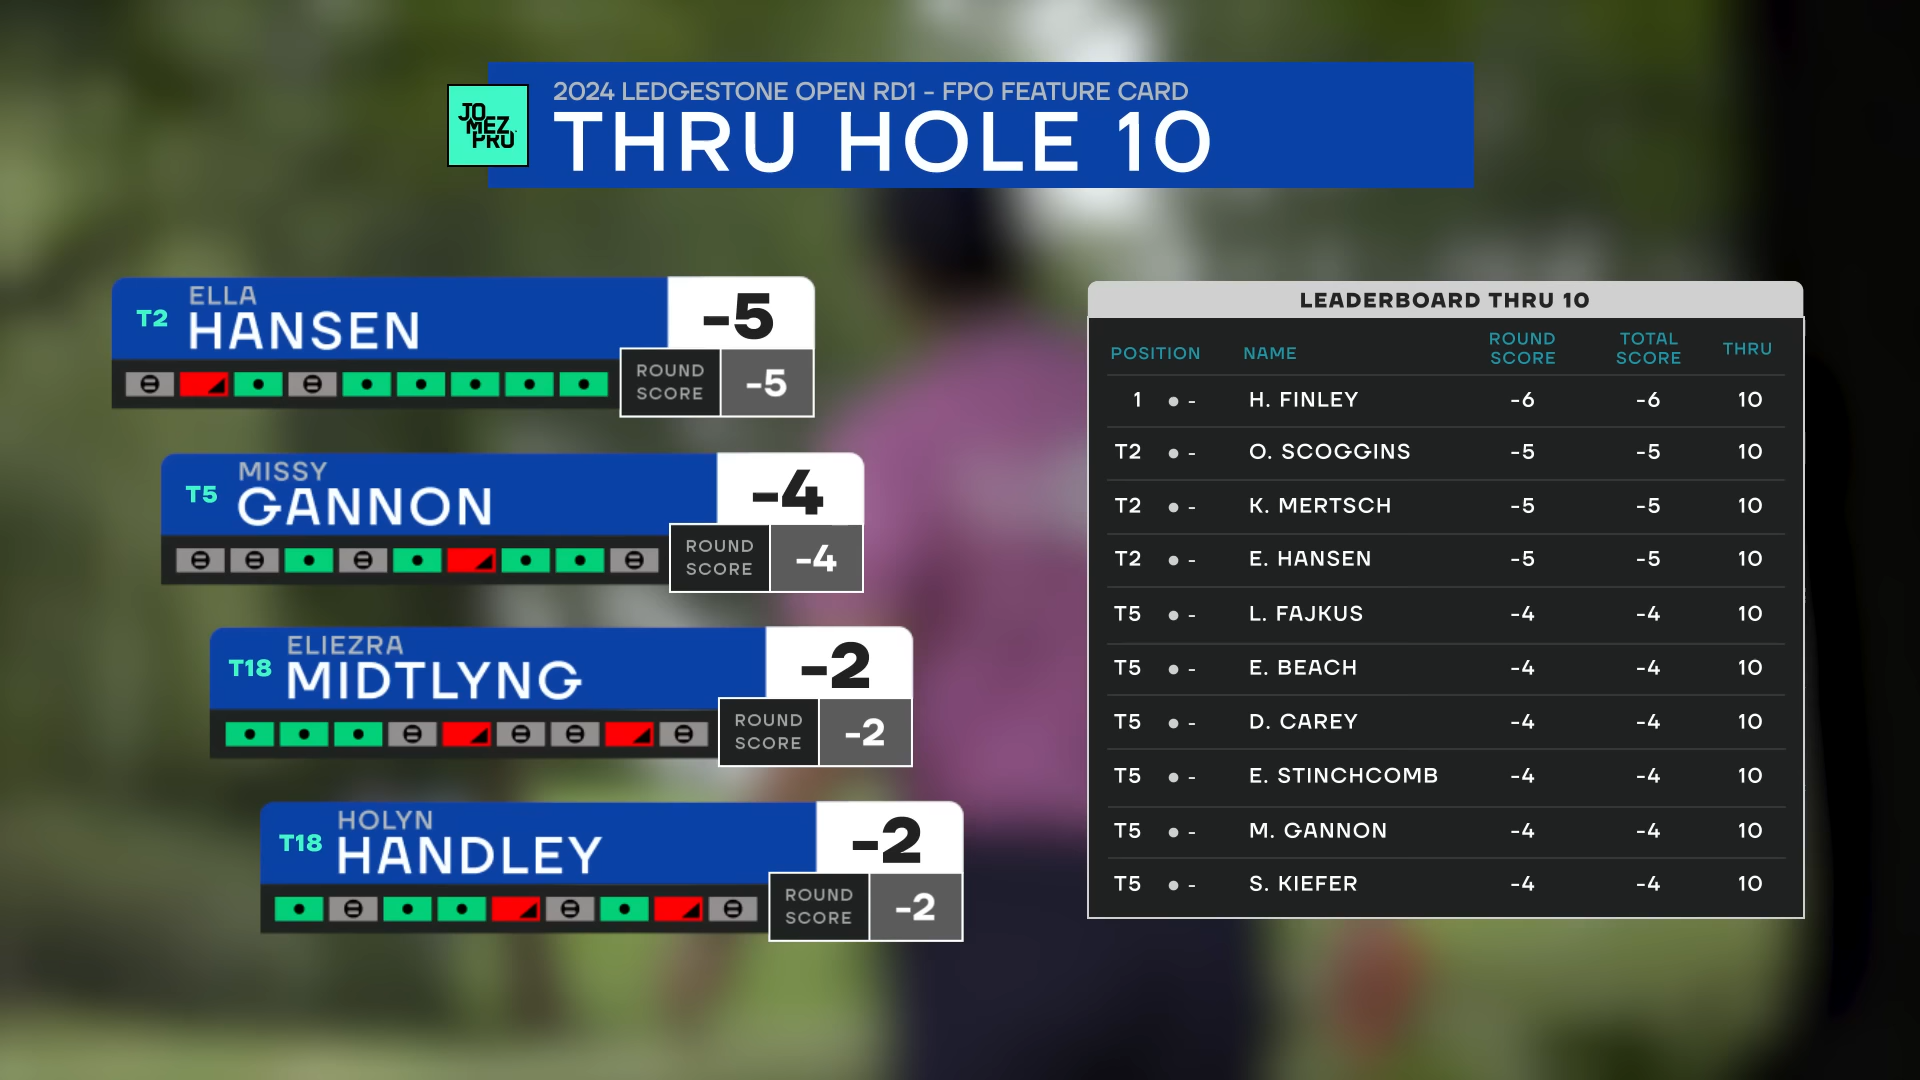 JO
MEZ
PRO
2024 LEDGESTONE OPEN RD1 - FPO FEATURE CARD
THRU HOLE 10
T2 ELLA HANSEN -5
ROUND SCORE -5
T5 MISSY GANNON -4
ROUND SCORE -4
T18 ELIEZRA MIDTLYNG -2
ROUND SCORE -2
T18 HOLYN HANDLEY -2
ROUND SCORE -2
LEADERBOARD THRU 10
POSITION NAME ROUND SCORE TOTAL SCORE THRU
1 - H. FINLEY -6 -6 10
T2 - O. SCOGGINS -5 -5 10
T2 - K. MERTSCH -5 -5 10
T2 - E. HANSEN -5 -5 10
T5 - L. FAJKUS -4 -4 10
T5 - E. BEACH -4 -4 10
T5 - D. CAREY -4 -4 10
T5 - E. STINCHCOMB -4 -4 10
T5 - M. GANNON -4 -4 10
T5 - S. KIEFER -4 -4 10